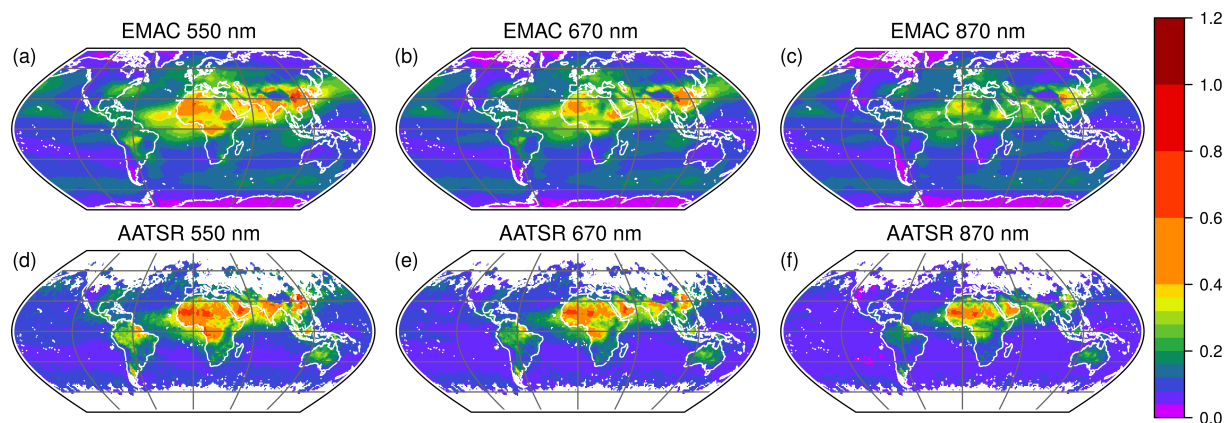 EMAC 550 nm
EMAC 670 nm
EMAC 870 nm
(a)
(b)
(c)
AATSR 550 nm
AATSR 670 nm
AATSR 870 nm
(d)
(e)
(f)
1.2
1.0
0.8
0.6
0.4
0.2
0.0